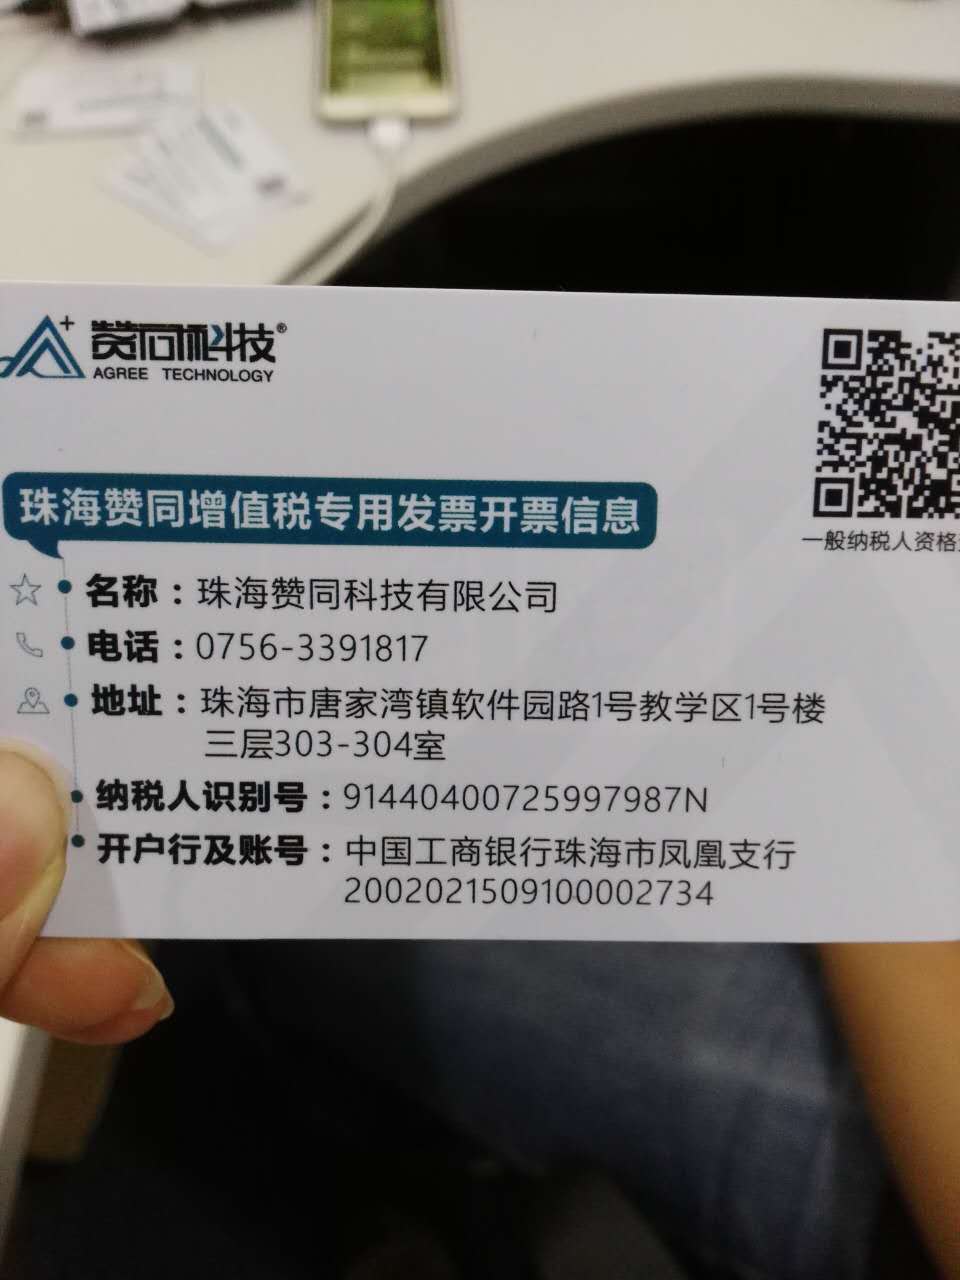 赞同科技®
AGREE TECHNOLOGY
珠海赞同增值税专用发票开票信息
一般纳税人资格
名称：珠海赞同科技有限公司
电话：0756-3391817
地址：珠海市唐家湾镇软件园路1号教学区1号楼
三层303-304室
纳税人识别号：91440400725997987N
开户行及账号：中国工商银行珠海市凤凰支行
2002021509100002734